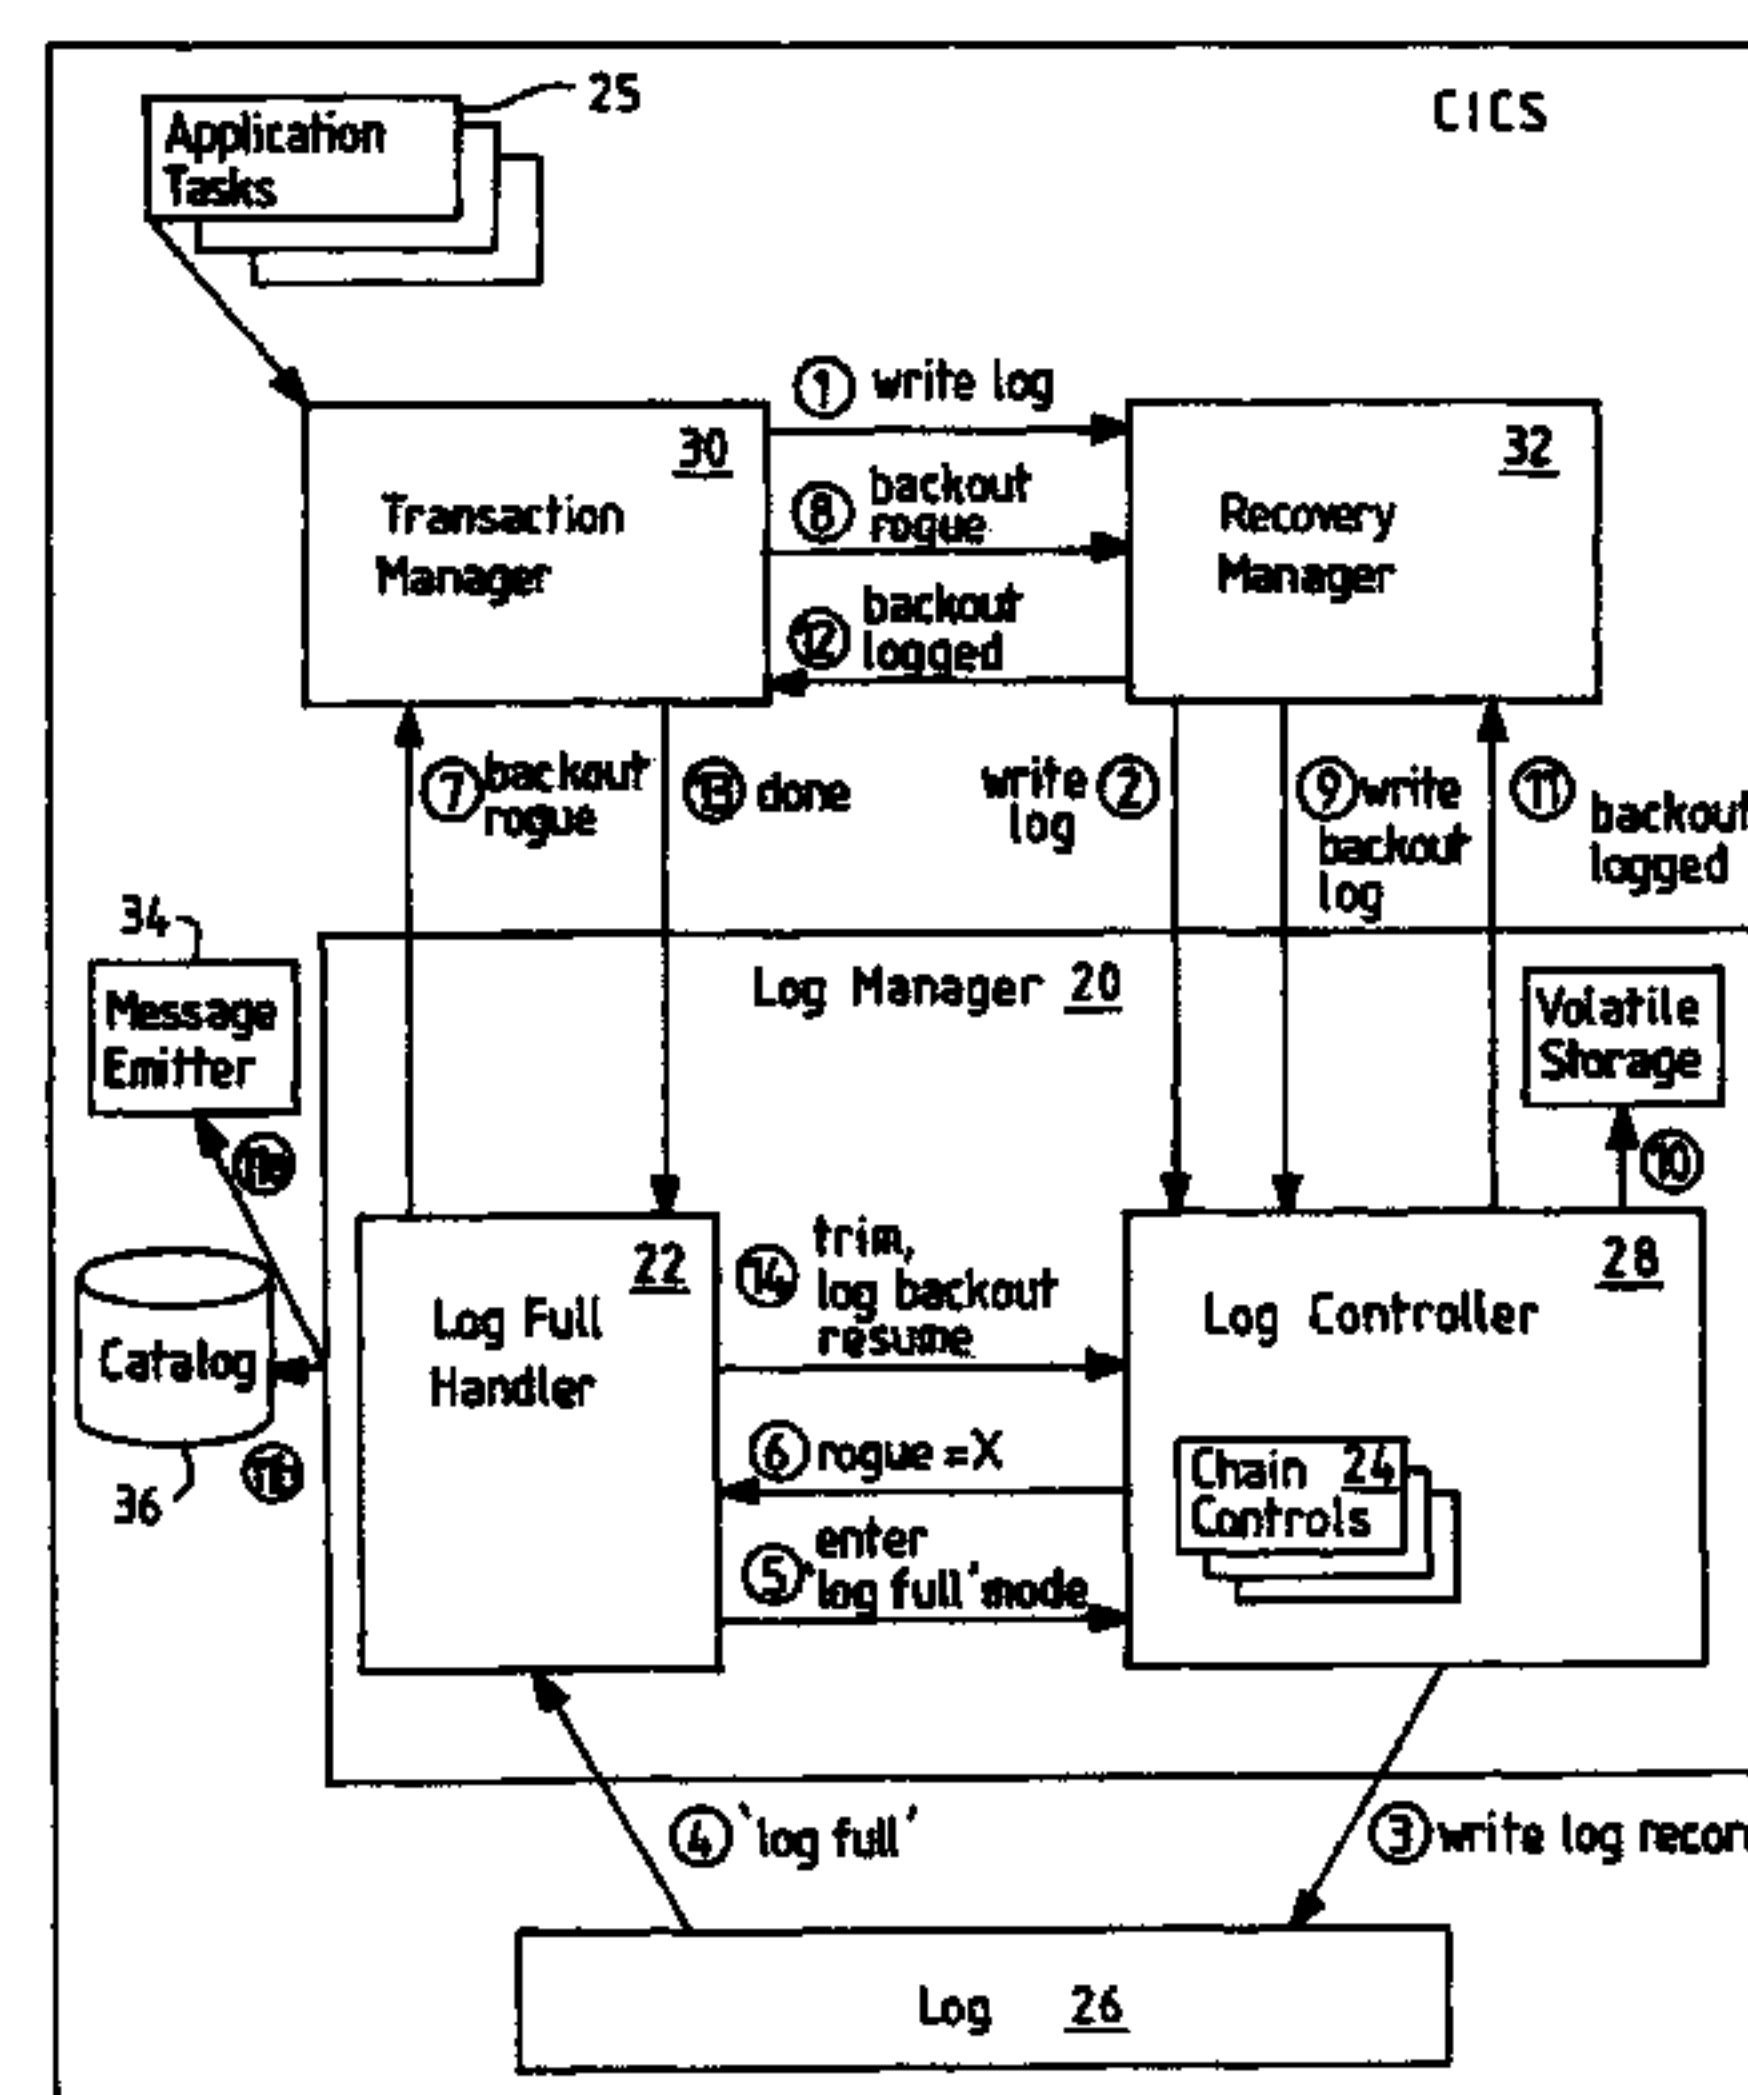 25
CICS
Application
Tasks
1 write log
30
32
8 backout
rogue
Transaction
Manager
Recovery
Manager
12 backout
logged
7 backout
rogue
13 done
write 2
log
9 write
backout
log
11 backout
logged
34
Log Manager 20
Message
Emitter
Volatile
Storage
10
22
28
14 trim,
log backout
resume
Log Full
Handler
Log Controller
Catalog
6 rogue = X
Chain 24
Controls
36
5 enter
'log full' mode
4 'log full'
3 write log recor
Log 26